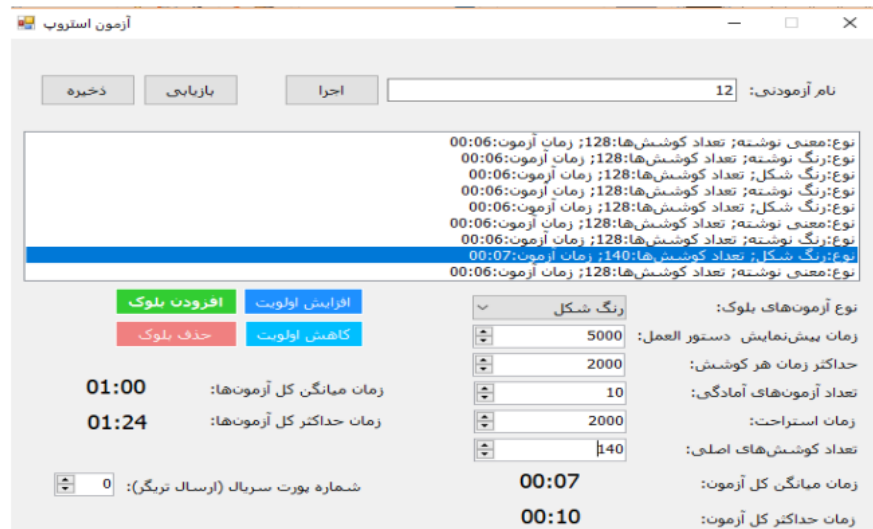 آزمون استروپ
نام آزمودنی: 12 اجرا بازیابی ذخیره
نوع:معنی نوشته; تعداد کوشش‌ها:128; زمان آزمون:00:06
نوع:رنگ نوشته; تعداد کوشش‌ها:128; زمان آزمون:00:06
نوع:رنگ شکل; تعداد کوشش‌ها:128; زمان آزمون:00:06
نوع:رنگ نوشته; تعداد کوشش‌ها:128; زمان آزمون:00:06
نوع:رنگ شکل; تعداد کوشش‌ها:128; زمان آزمون:00:06
نوع:معنی نوشته; تعداد کوشش‌ها:128; زمان آزمون:00:06
نوع:رنگ نوشته; تعداد کوشش‌ها:128; زمان آزمون:00:06
نوع:رنگ شکل; تعداد کوشش‌ها:140; زمان آزمون:00:07
نوع:معنی نوشته; تعداد کوشش‌ها:128; زمان آزمون:00:06
نوع آزمون‌های بلوک: رنگ شکل
زمان پیش‌نمایش دستور العمل: 5000
حداکثر زمان هر کوشش: 2000
تعداد آزمون‌های آمادگی: 10
زمان استراحت: 2000
تعداد کوشش‌های اصلی: 140
زمان میانگن کل آزمون: 00:07
زمان حداکثر کل آزمون: 00:10
افزایش اولویت افزودن بلوک
کاهش اولویت حذف بلوک
زمان میانگن کل آزمون‌ها: 01:00
زمان حداکثر کل آزمون‌ها: 01:24
شماره پورت سریال (ارسال تریگر): 0